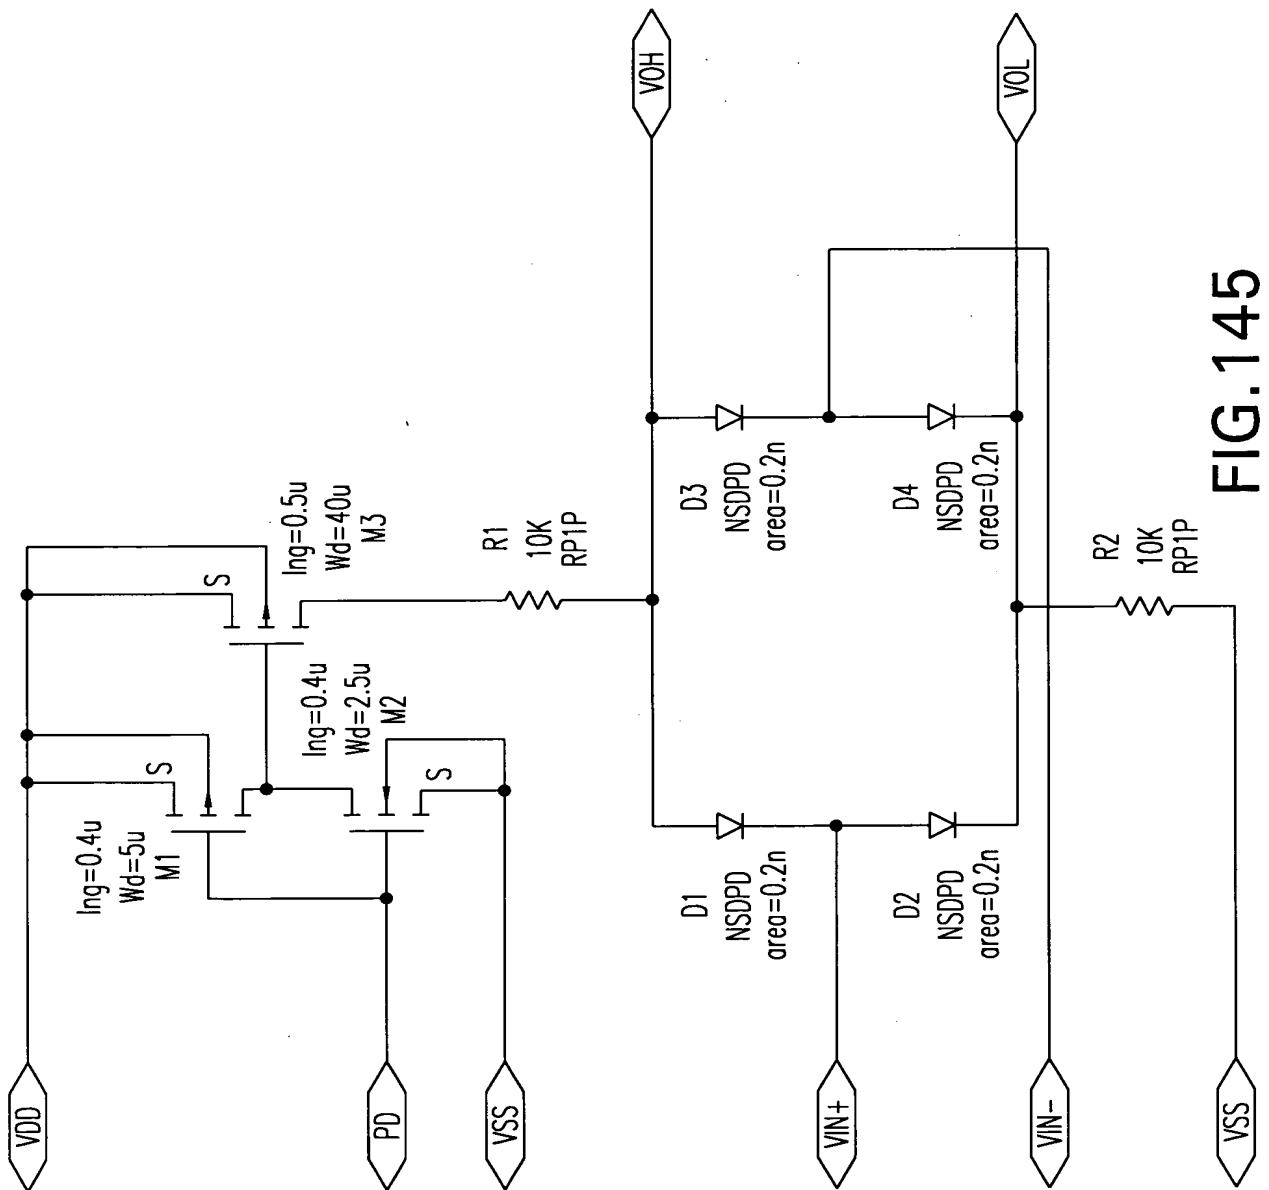 VDD
PD
VSS
VIN+
VIN-
VSS
lng=0.4u
Wd=5u
M1
S
lng=0.4u
Wd=2.5u
M2
S
lng=0.5u
Wd=40u
M3
S
R1
10K
RP1P
D1
NSDPD
area=0.2n
D2
NSDPD
area=0.2n
D3
NSDPD
area=0.2n
D4
NSDPD
area=0.2n
R2
10K
RP1P
VOH
VOL
FIG.145